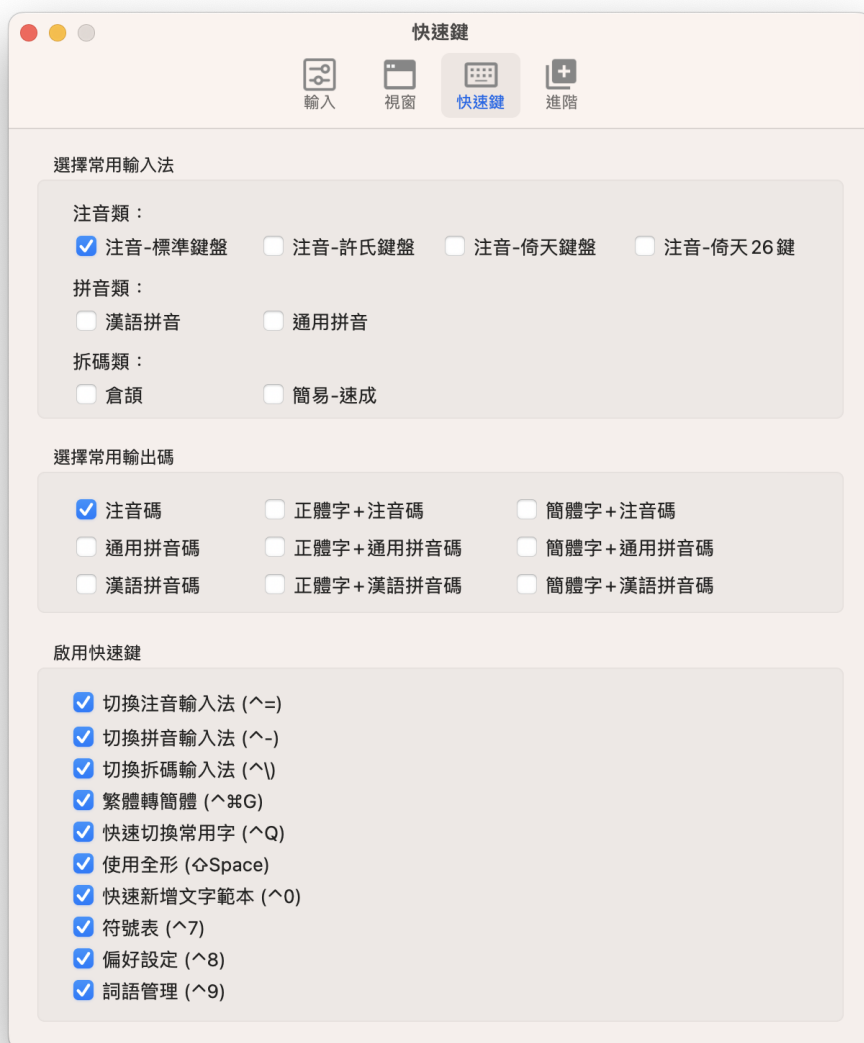 快速鍵
輸入 視窗 快速鍵 進階
選擇常用輸入法
注音類：
注音-標準鍵盤 注音-許氏鍵盤 注音-倚天鍵盤 注音-倚天26鍵
拼音類：
漢語拼音 通用拼音
拆碼類：
倉頡 簡易-速成
選擇常用輸出碼
注音碼 正體字+注音碼 簡體字+注音碼
通用拼音碼 正體字+通用拼音碼 簡體字+通用拼音碼
漢語拼音碼 正體字+漢語拼音碼 簡體字+漢語拼音碼
啟用快速鍵
切換注音輸入法 (^=)
切換拼音輸入法 (^-)
切換拆碼輸入法 (^\)
繁體轉簡體 (^⌘G)
快速切換常用字 (^Q)
使用全形 (⇧Space)
快速新增文字範本 (^0)
符號表 (^7)
偏好設定 (^8)
詞語管理 (^9)